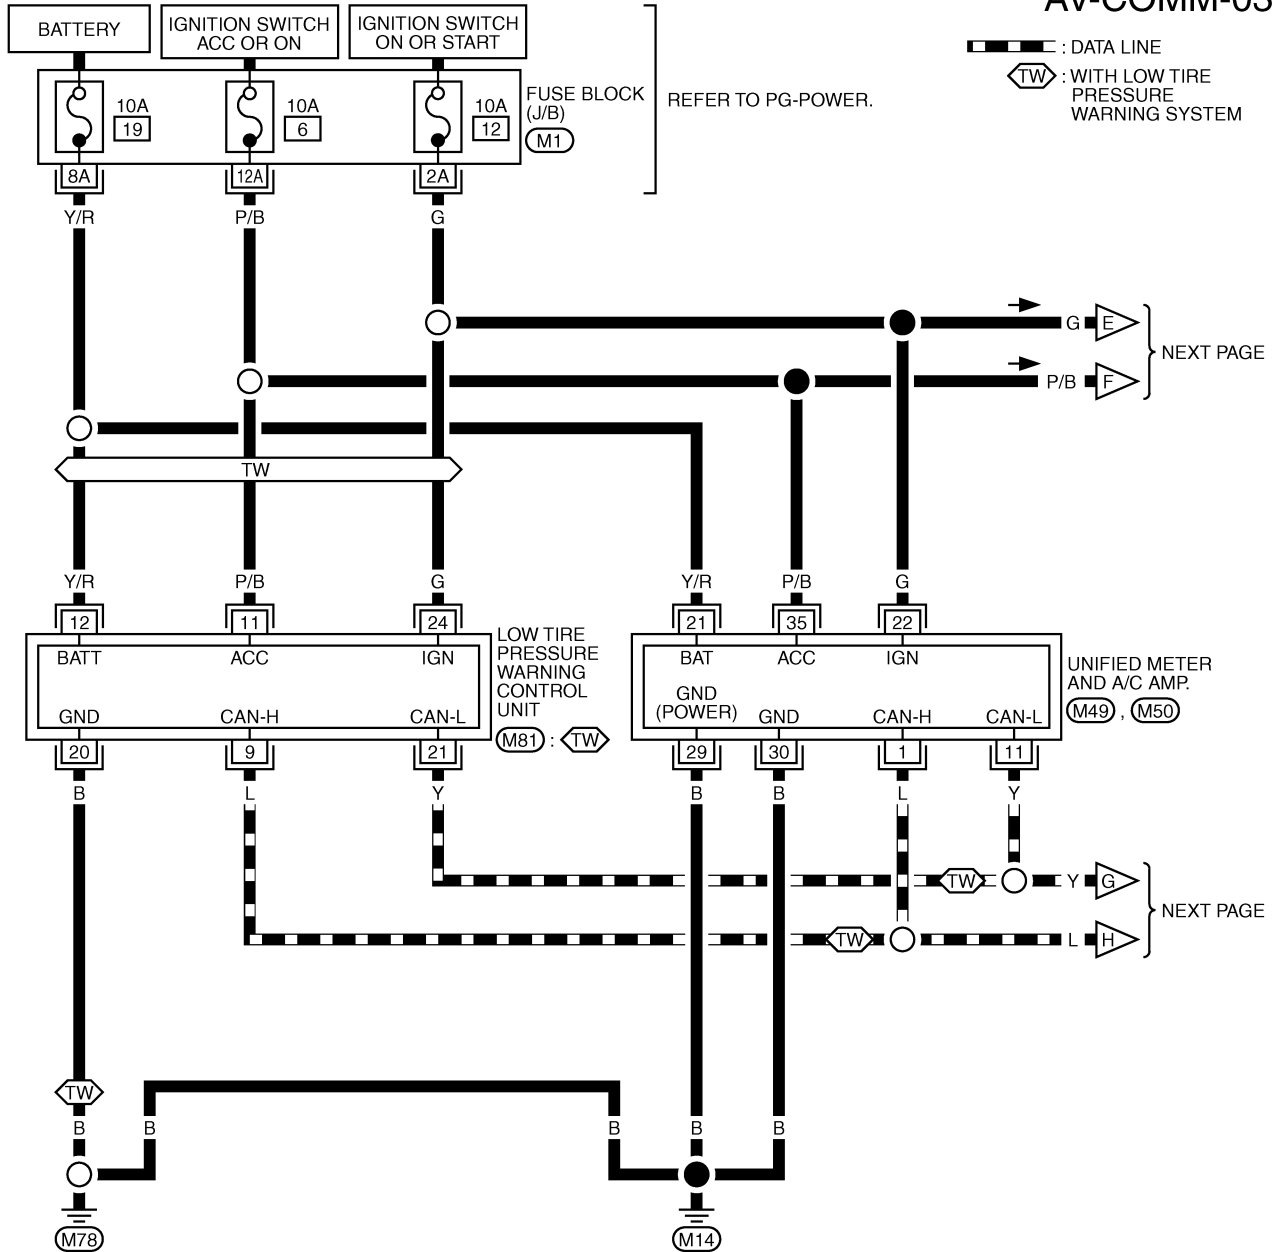 AV-COMM-03
BATTERY
IGNITION SWITCH
ACC OR ON
IGNITION SWITCH
ON OR START
: DATA LINE
TW : WITH LOW TIRE
PRESSURE
WARNING SYSTEM
10A
19
10A
6
10A
12
FUSE BLOCK
(J/B)
M1
REFER TO PG-POWER.
8A
12A
2A
Y/R
P/B
G
G
E
NEXT PAGE
P/B
F
TW
Y/R
P/B
G
Y/R
P/B
G
12
11
24
21
35
22
BATT
ACC
IGN
GND
CAN-H
CAN-L
LOW TIRE
PRESSURE
WARNING
CONTROL
UNIT
M81 : TW
BAT
ACC
IGN
GND
(POWER)
GND
CAN-H
CAN-L
UNIFIED METER
AND A/C AMP.
M49 , M50
20
9
21
29
30
1
11
B
L
Y
B
B
L
Y
TW
Y
G
NEXT PAGE
TW
L
H
TW
B
B
B
B
B
M78
M14